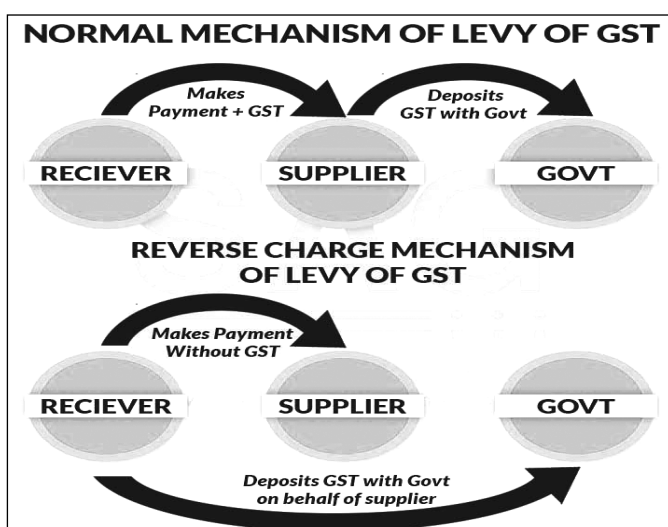 NORMAL MECHANISM OF LEVY OF GST
Makes
Payment + GST
Deposits
GST with Govt
RECIEVER
SUPPLIER
GOVT
REVERSE CHARGE MECHANISM
OF LEVY OF GST
Makes Payment
Without GST
RECIEVER
SUPPLIER
GOVT
Deposits GST with Govt
on behalf of supplier